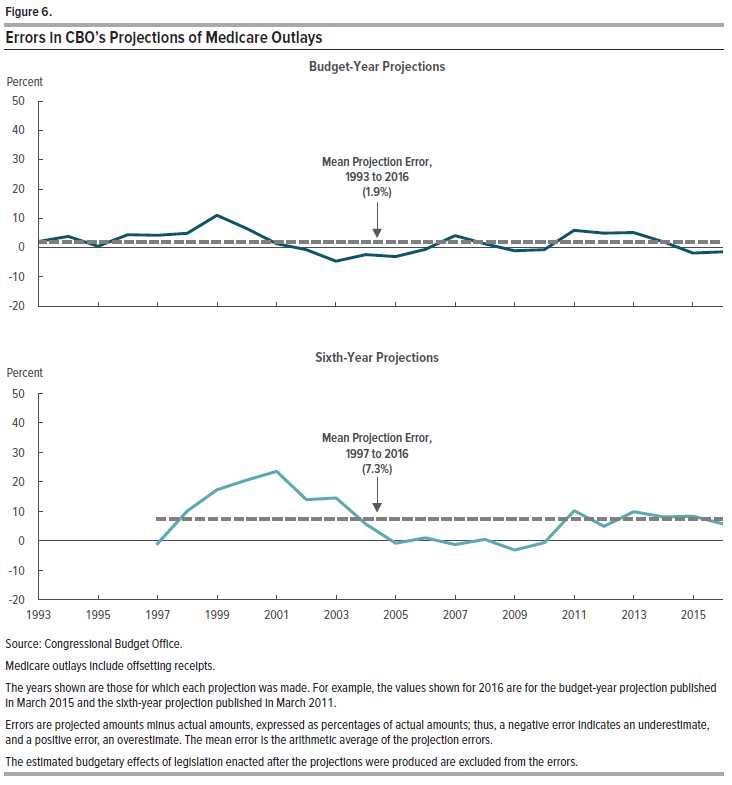 Figure 6.
Errors in CBO's Projections of Medicare Outlays
Budget-Year Projections
Percent
50
40
30
20
10
0
-10
-20
Mean Projection Error,
1993 to 2016
(1.9%)
Sixth-Year Projections
Percent
50
40
30
20
10
0
-10
-20
Mean Projection Error,
1997 to 2016
(7.3%)
1993 1995 1997 1999 2001 2003 2005 2007 2009 2011 2013 2015
Source: Congressional Budget Office.
Medicare outlays include offsetting receipts.
The years shown are those for which each projection was made. For example, the values shown for 2016 are for the budget-year projection published
in March 2015 and the sixth-year projection published in March 2011.
Errors are projected amounts minus actual amounts, expressed as percentages of actual amounts; thus, a negative error indicates an underestimate,
and a positive error, an overestimate. The mean error is the arithmetic average of the projection errors.
The estimated budgetary effects of legislation enacted after the projections were produced are excluded from the errors.